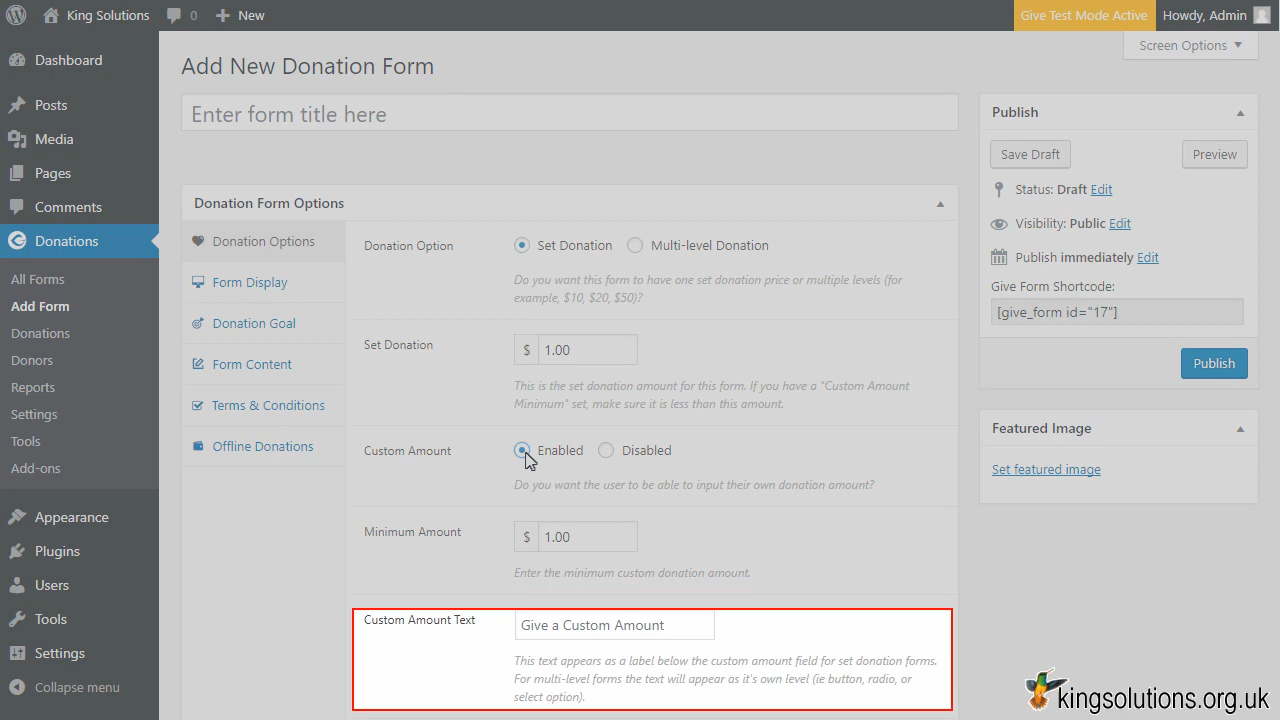 King Solutions
0
New
Give Test Mode Active
Howdy, Admin
Screen Options
Dashboard
Posts
Media
Pages
Comments
Donations
All Forms
Add Form
Donations
Donors
Reports
Settings
Tools
Add-ons
Appearance
Plugins
Users
Tools
Settings
Collapse menu
Add New Donation Form
Enter form title here
Donation Form Options
Donation Options
Form Display
Donation Goal
Form Content
Terms & Conditions
Offline Donations
Donation Option
Set Donation
Multi-level Donation
Do you want this form to have one set donation price or multiple levels (for
example, $10, $20, $50)?
Set Donation
$ 1.00
This is the set donation amount for this form. If you have a "Custom Amount
Minimum" set, make sure it is less than this amount.
Custom Amount
Enabled
Disabled
Do you want the user to be able to input their own donation amount?
Minimum Amount
$ 1.00
Enter the minimum custom donation amount.
Custom Amount Text
Give a Custom Amount
This text appears as a label below the custom amount field for set donation forms.
For multi-level forms the text will appear as it's own level (ie button, radio, or
select option).
Publish
Save Draft
Preview
Status: Draft Edit
Visibility: Public Edit
Publish immediately Edit
Give Form Shortcode:
[give_form id="17"]
Publish
Featured Image
Set featured image
kingsolutions.org.uk